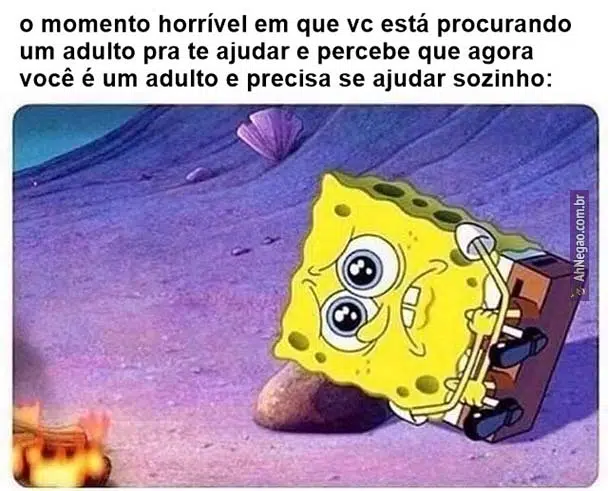 o momento horrível em que vc está procurando
um adulto pra te ajudar e percebe que agora
você é um adulto e precisa se ajudar sozinho:
AhNegao.com.br